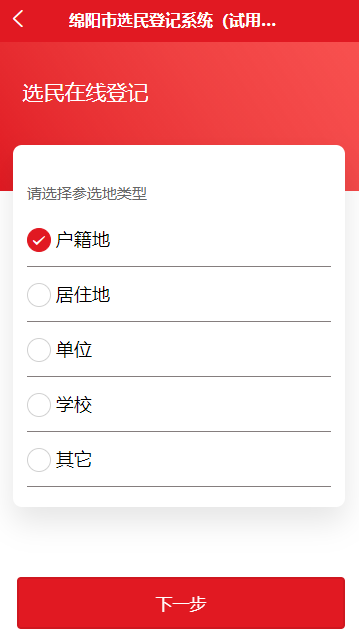 绵阳市选民登记系统（试用...
选民在线登记
请选择参选地类型
户籍地
居住地
单位
学校
其它
下一步